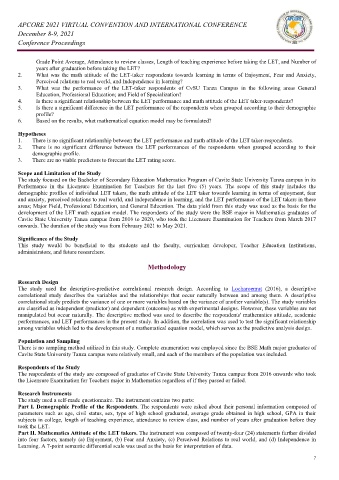 APCORE 2021 VIRTUAL CONVENTION AND INTERNATIONAL CONFERENCE
December 8-9, 2021
Conference Proceedings
Grade Point Average, Attendance to review classes, Length of teaching experience before taking the LET, and Number of
years after graduation before taking the LET?
2. What was the math attitude of the LET-taker respondents towards learning in terms of Enjoyment, Fear and Anxiety,
Perceived relations to real world, and Independence in learning?
3. What was the performance of the LET-taker respondents of CvSU Tanza Campus in the following areas General
Education, Professional Education; and Field of Specialization?
4. Is there a significant relationship between the LET performance and math attitude of the LET taker-respondents?
5. Is there a significant difference in the LET performance of the respondents when grouped according to their demographic
profile?
6. Based on the results, what mathematical equation model may be formulated?
Hypotheses
1. There is no significant relationship between the LET performance and math attitude of the LET taker-respondents.
2. There is no significant difference between the LET performances of the respondents when grouped according to their
demographic profile.
3. There are no viable predictors to forecast the LET rating score.
Scope and Limitation of the Study
The study focused on the Bachelor of Secondary Education Mathematics Program of Cavite State University Tanza campus in its
Performance in the Licensure Examination for Teachers for the last five (5) years. The scope of this study includes the
demographic profiles of individual LET takers, the math attitude of the LET taker towards learning in terms of enjoyment, fear
and anxiety, perceived relations to real world, and independence in learning, and the LET performance of the LET takers in three
areas; Major Field, Professional Education, and General Education. The data yield from this study was used as the basis for the
development of the LET math equation model. The respondents of the study were the BSE major in Mathematics graduates of
Cavite State University Tanza campus from 2016 to 2020, who took the Licensure Examination for Teachers from March 2017
onwards. The duration of the study was from February 2021 to May 2021.
Significance of the Study
This study would be beneficial to the students and the faculty, curriculum developer, Teacher Education Institutions,
administrators, and future researchers.
Methodology
Research Design
The study used the descriptive-predictive correlational research design. According to Lochanromt (2016), a descriptive
correlational study describes the variables and the relationships that occur naturally between and among them. A descriptive
correlational study predicts the variance of one or more variables based on the variance of another variable(s). The study variables
are classified as independent (predictor) and dependent (outcome) as with experimental designs. However, these variables are not
manipulated but occur naturally. The descriptive method was used to describe the respondents' mathematics attitude, academic
performances, and LET performances in the present study. In addition, the correlation was used to test the significant relationship
among variables which led to the development of a mathematical equation model, which serves as the predictive analysis design.
Population and Sampling
There is no sampling method utilized in this study. Complete enumeration was employed since the BSE Math major graduates of
Cavite State University Tanza campus were relatively small, and each of the members of the population was included.
Respondents of the Study
The respondents of the study are composed of graduates of Cavite State University Tanza campus from 2016 onwards who took
the Licensure Examination for Teachers major in Mathematics regardless of if they passed or failed.
Research Instruments
The study used a self-made questionnaire. The instrument contains two parts:
Part I. Demographic Profile of the Respondents. The respondents were asked about their personal information composed of
parameters such as age, civil status, sex, type of high school graduated, average grade obtained in high school, GPA in their
subjects in college, length of teaching experience, attendance to review class, and number of years after graduation before they
took the LET.
Part II. Mathematics Attitude of the LET takers. The instrument was composed of twenty-four (24) statements further divided
into four factors, namely (a) Enjoyment, (b) Fear and Anxiety, (c) Perceived Relations to real world, and (d) Independence in
Learning. A 7-point semantic differential scale was used as the basis for interpretation of data.
7